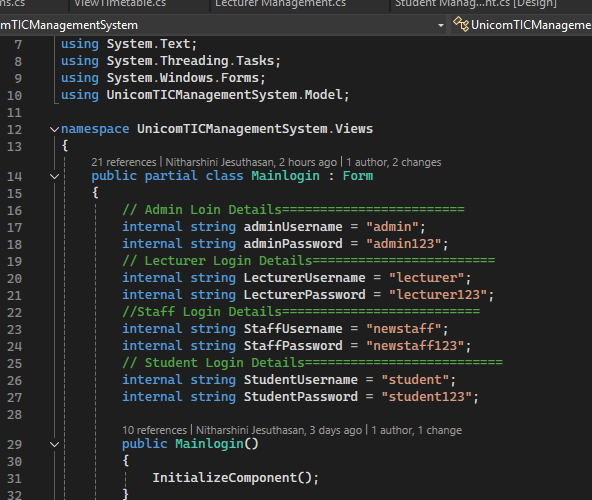 ms.cs ViewTimetable.cs Lecturer Management.cs Student Manag...nt.cs [Design]
omTICManagementSystem UnicomTICManageme
7 using System.Text;
8 using System.Threading.Tasks;
9 using System.Windows.Forms;
10 using UnicomTICManagementSystem.Model;
11
12 namespace UnicomTICManagementSystem.Views
13 {
21 references | Nitharshini Jesuthasan, 2 hours ago | 1 author, 2 changes
14 public partial class Mainlogin : Form
15 {
16 // Admin Loin Details========================
17 internal string adminUsername = "admin";
18 internal string adminPassword = "admin123";
19 // Lecturer Login Details========================
20 internal string LecturerUsername = "lecturer";
21 internal string LecturerPassword = "lecturer123";
22 //Staff Login Details==========================
23 internal string StaffUsername = "newstaff";
24 internal string StaffPassword = "newstaff123";
25 // Student Login Details==========================
26 internal string StudentUsername = "student";
27 internal string StudentPassword = "student123";
28
10 references | Nitharshini Jesuthasan, 3 days ago | 1 author, 1 change
29 public Mainlogin()
30 {
31 InitializeComponent();
32 }